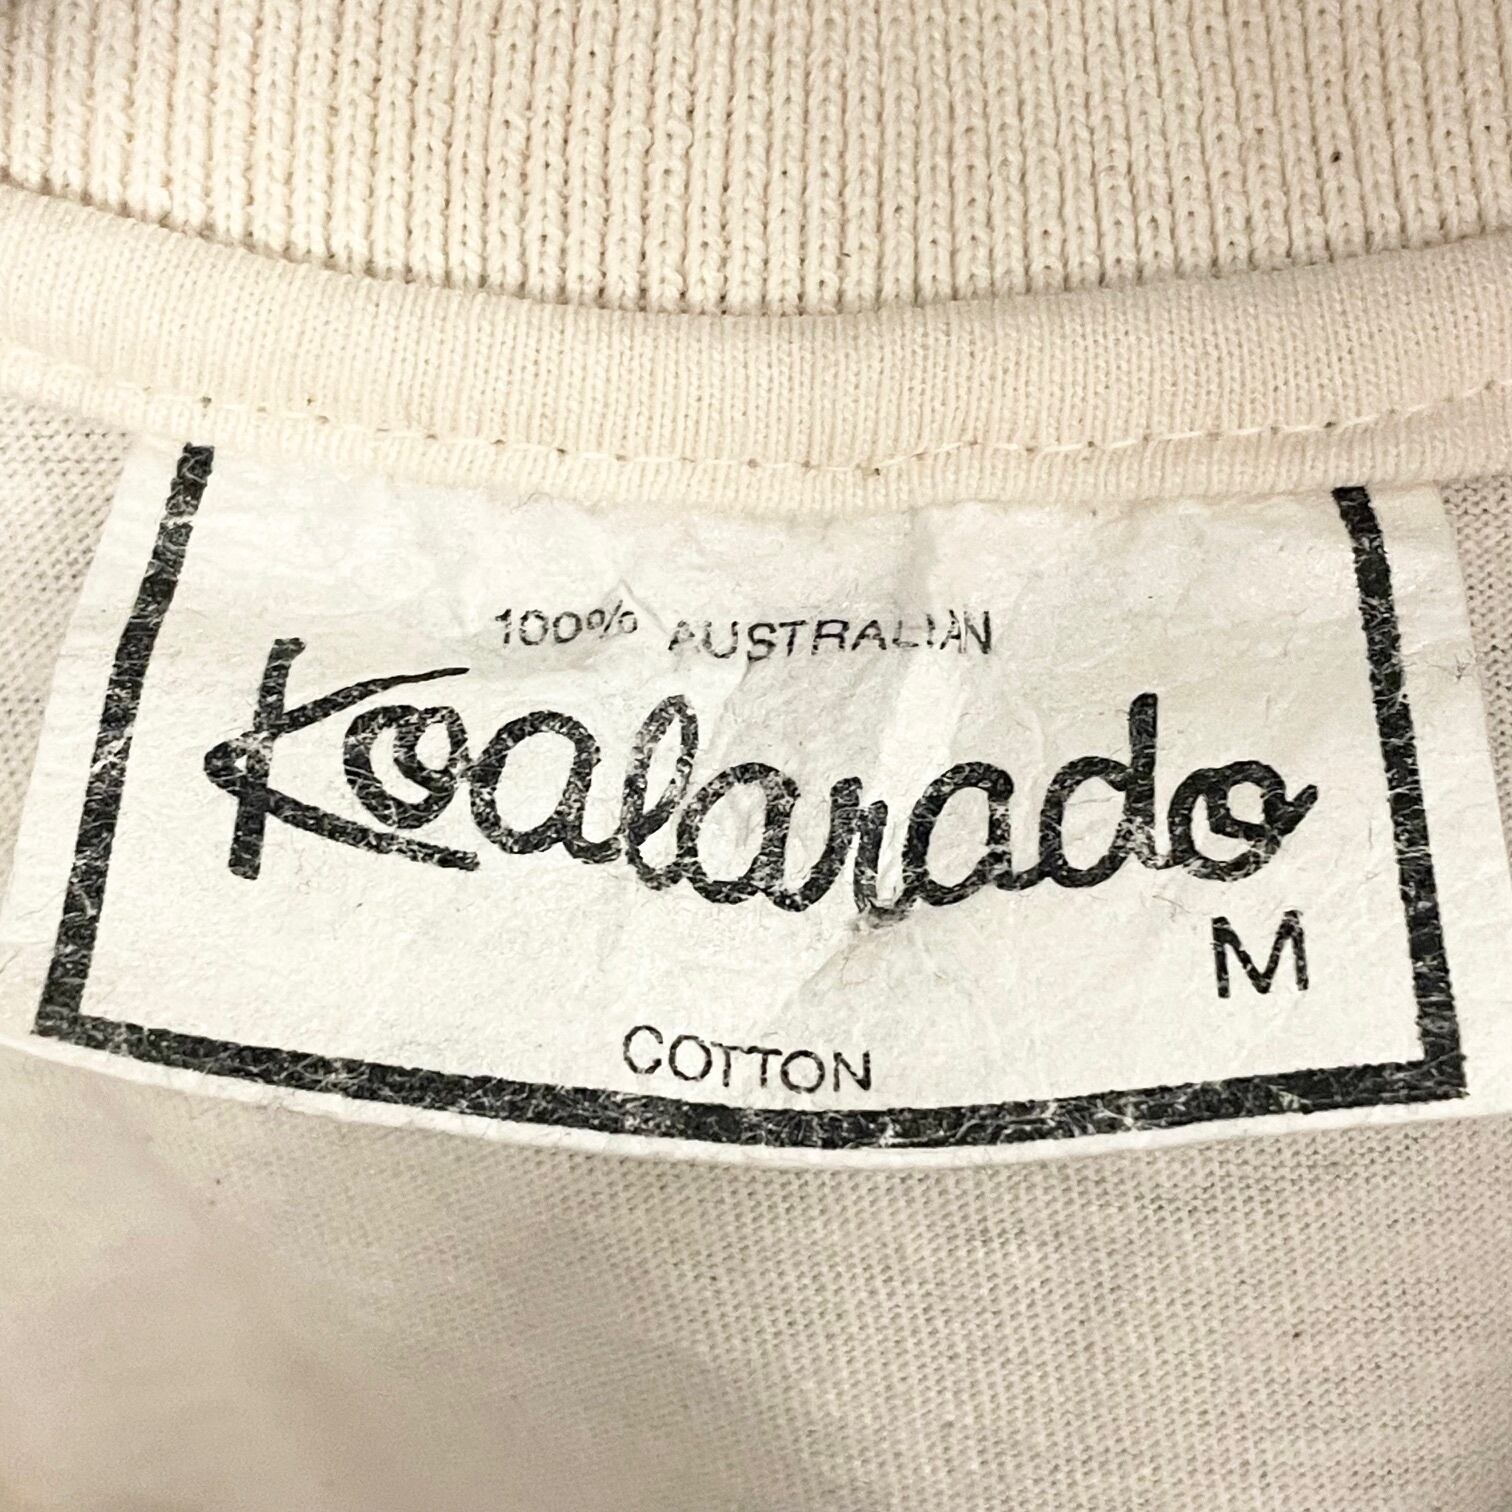 100% AUSTRALIAN
Koalarado
M
COTTON